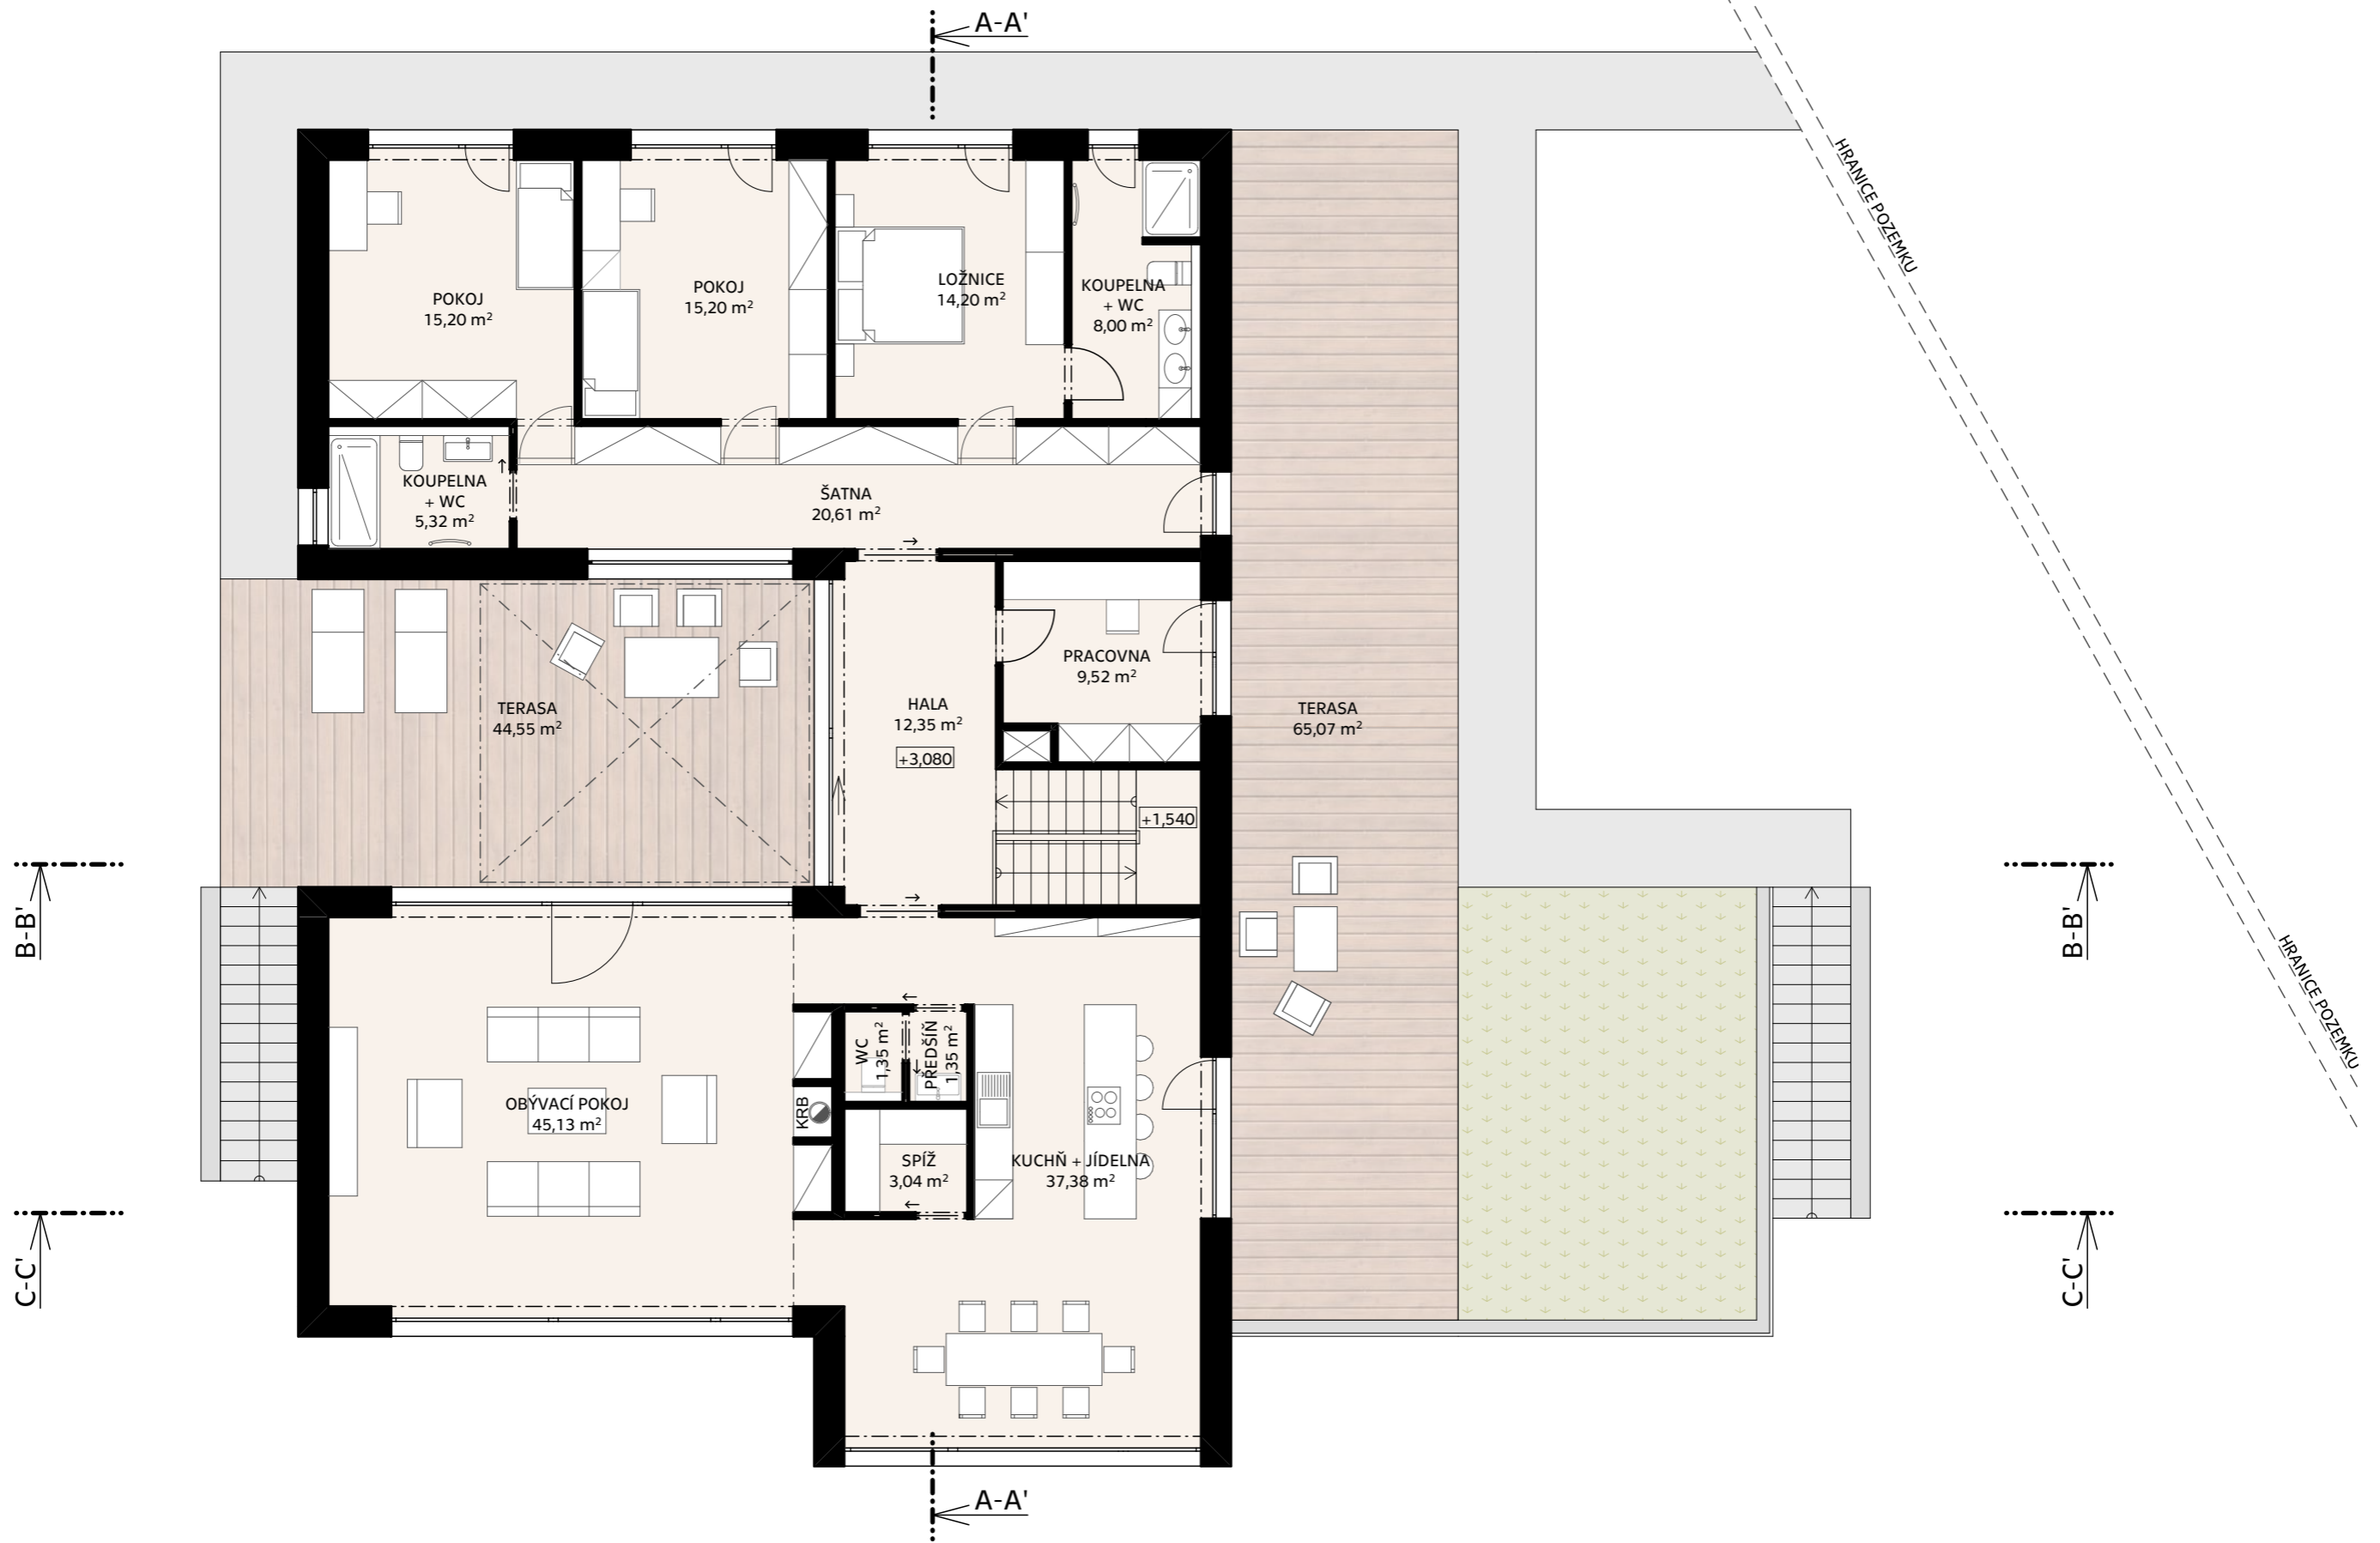 A-A'
HRANICE POZEMKU
POKOJ
15,20 m²
POKOJ
15,20 m²
LOŽNICE
14,20 m²
KOUPELNA
+ WC
8,00 m²
KOUPELNA
+ WC
5,32 m²
ŠATNA
20,61 m²
TERASA
44,55 m²
HALA
12,35 m²
+3,080
PRACOVNA
9,52 m²
+1,540
TERASA
65,07 m²
B-B'
B-B'
HRANICE POZEMKU
OBÝVACÍ POKOJ
45,13 m²
KRB
WC
1,35 m²
PŘEDSÍŇ
1,35 m²
SPÍŽ
3,04 m²
KUCHŇ + JÍDELNA
37,38 m²
C-C'
C-C'
A-A'